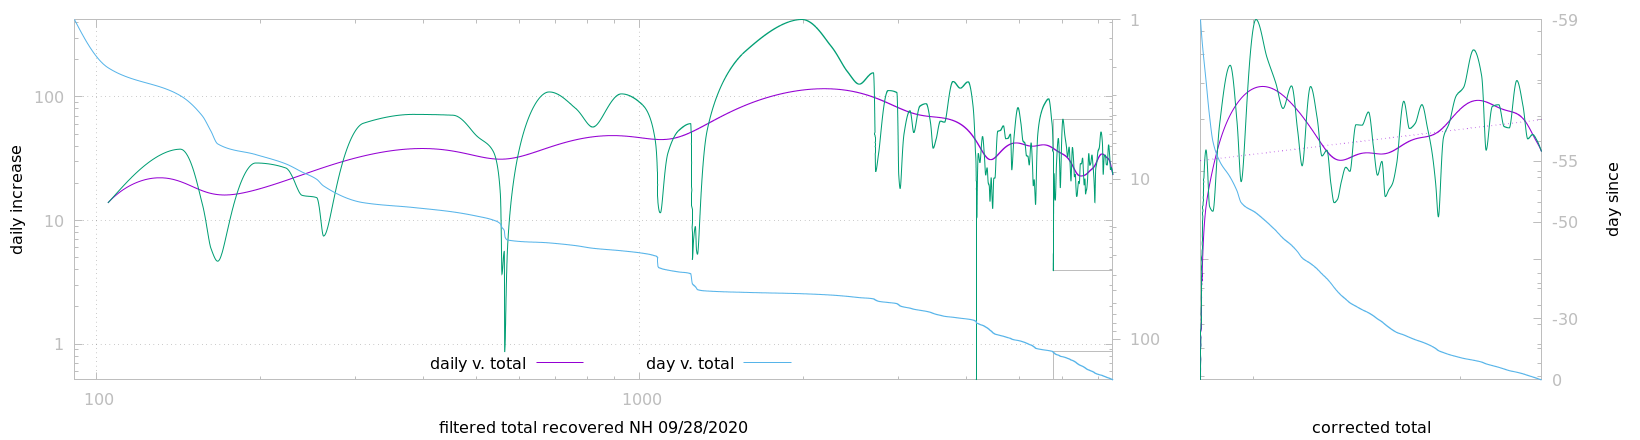 daily increase
100
10
1
100
1000
filtered total recovered NH 09/28/2020
daily v. total
day v. total
1
10
100
-59
-55
-50
-30
0
day since
corrected total